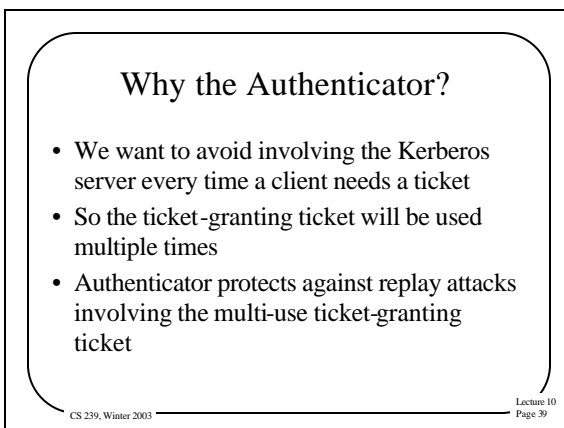 Why the Authenticator?
• We want to avoid involving the Kerberos
server every time a client needs a ticket
• So the ticket-granting ticket will be used
multiple times
• Authenticator protects against replay attacks
involving the multi-use ticket-granting
ticket
CS 239, Winter 2003
Lecture 10
Page 39